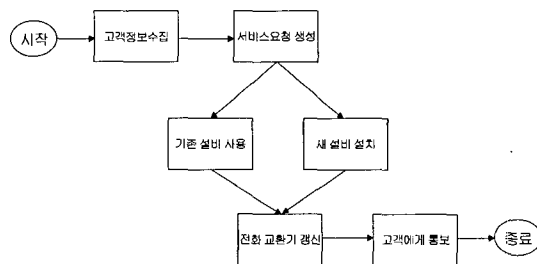 시작
고객정보수집
서비스요청 생성
기존 설비 사용
새 설비 설치
전화 교환기 갱신
고객에게 통보
종료